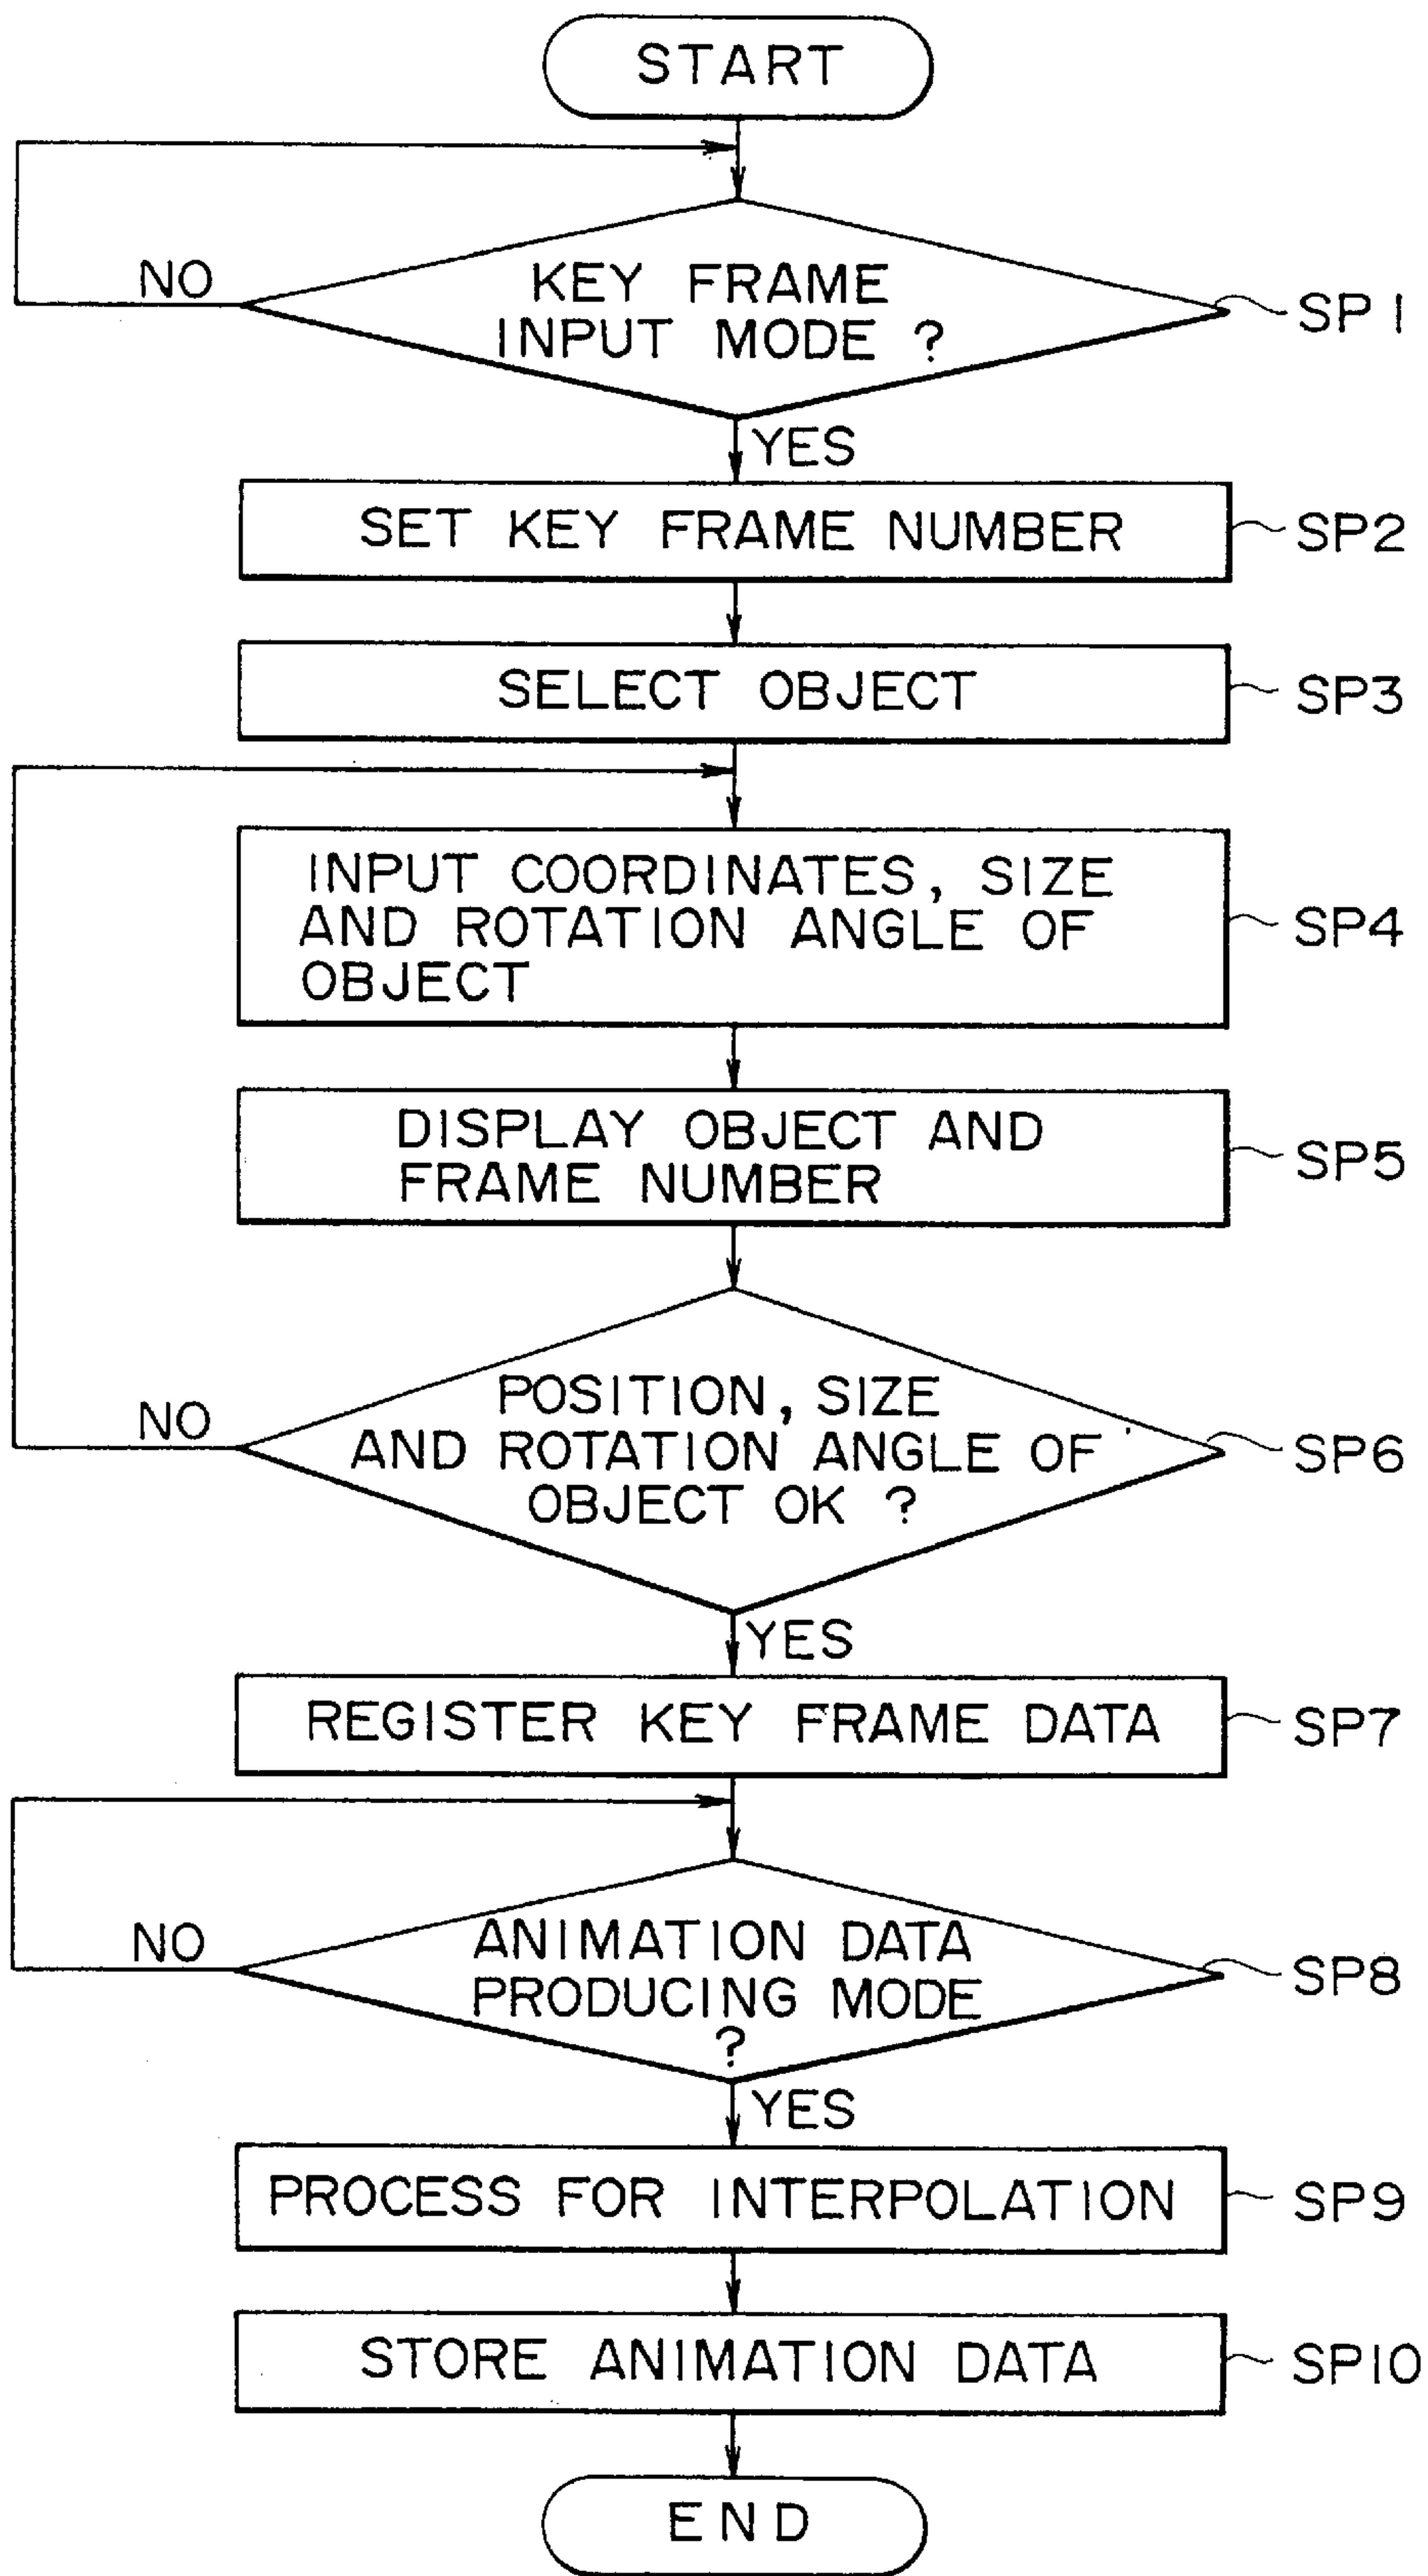 START
NO
KEY FRAME
INPUT MODE ?
SP1
YES
SET KEY FRAME NUMBER
SP2
SELECT OBJECT
SP3
INPUT COORDINATES, SIZE
AND ROTATION ANGLE OF
OBJECT
SP4
DISPLAY OBJECT AND
FRAME NUMBER
SP5
NO
POSITION, SIZE
AND ROTATION ANGLE OF
OBJECT OK ?
SP6
YES
REGISTER KEY FRAME DATA
SP7
NO
ANIMATION DATA
PRODUCING MODE
?
SP8
YES
PROCESS FOR INTERPOLATION
SP9
STORE ANIMATION DATA
SP10
END